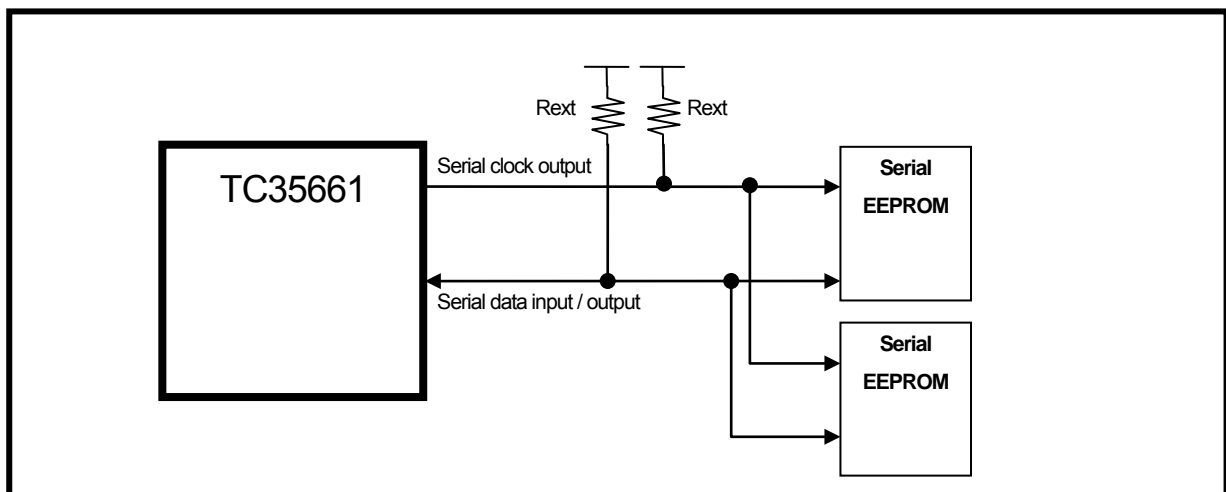 Rext
Rext
Serial clock output
TC35661
Serial
EEPROM
Serial data input / output
Serial
EEPROM